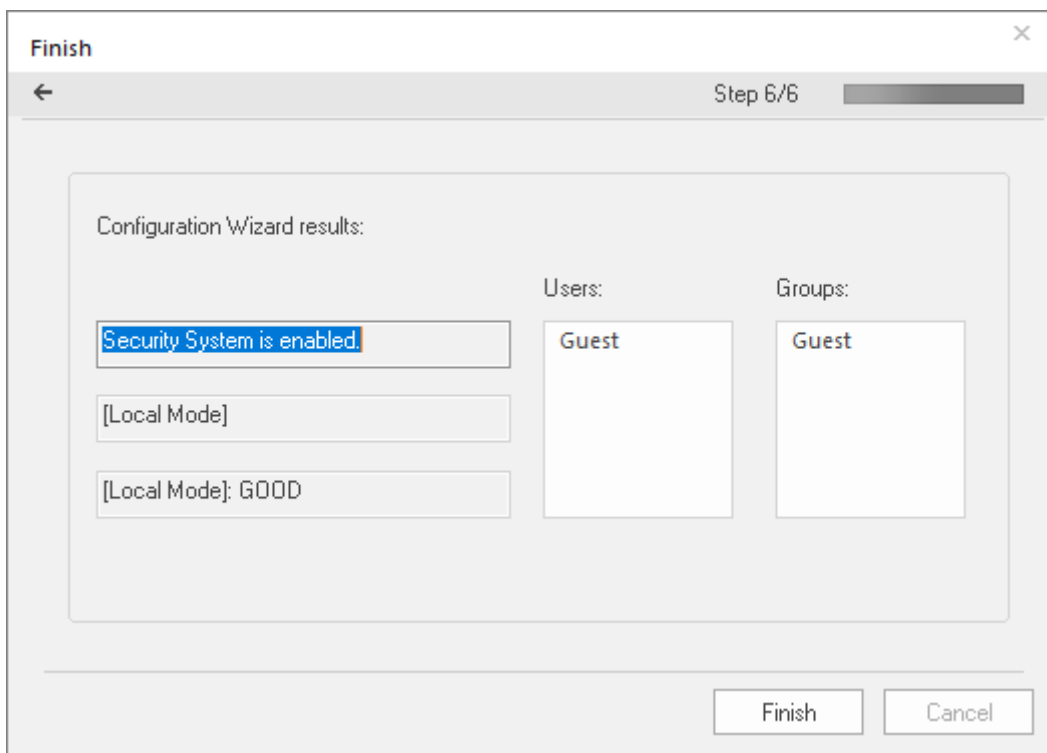 Finish
Step 6/6
Configuration Wizard results:
Users:
Groups:
Security System is enabled.
Guest
Guest
[Local Mode]
[Local Mode]: GOOD
Finish
Cancel